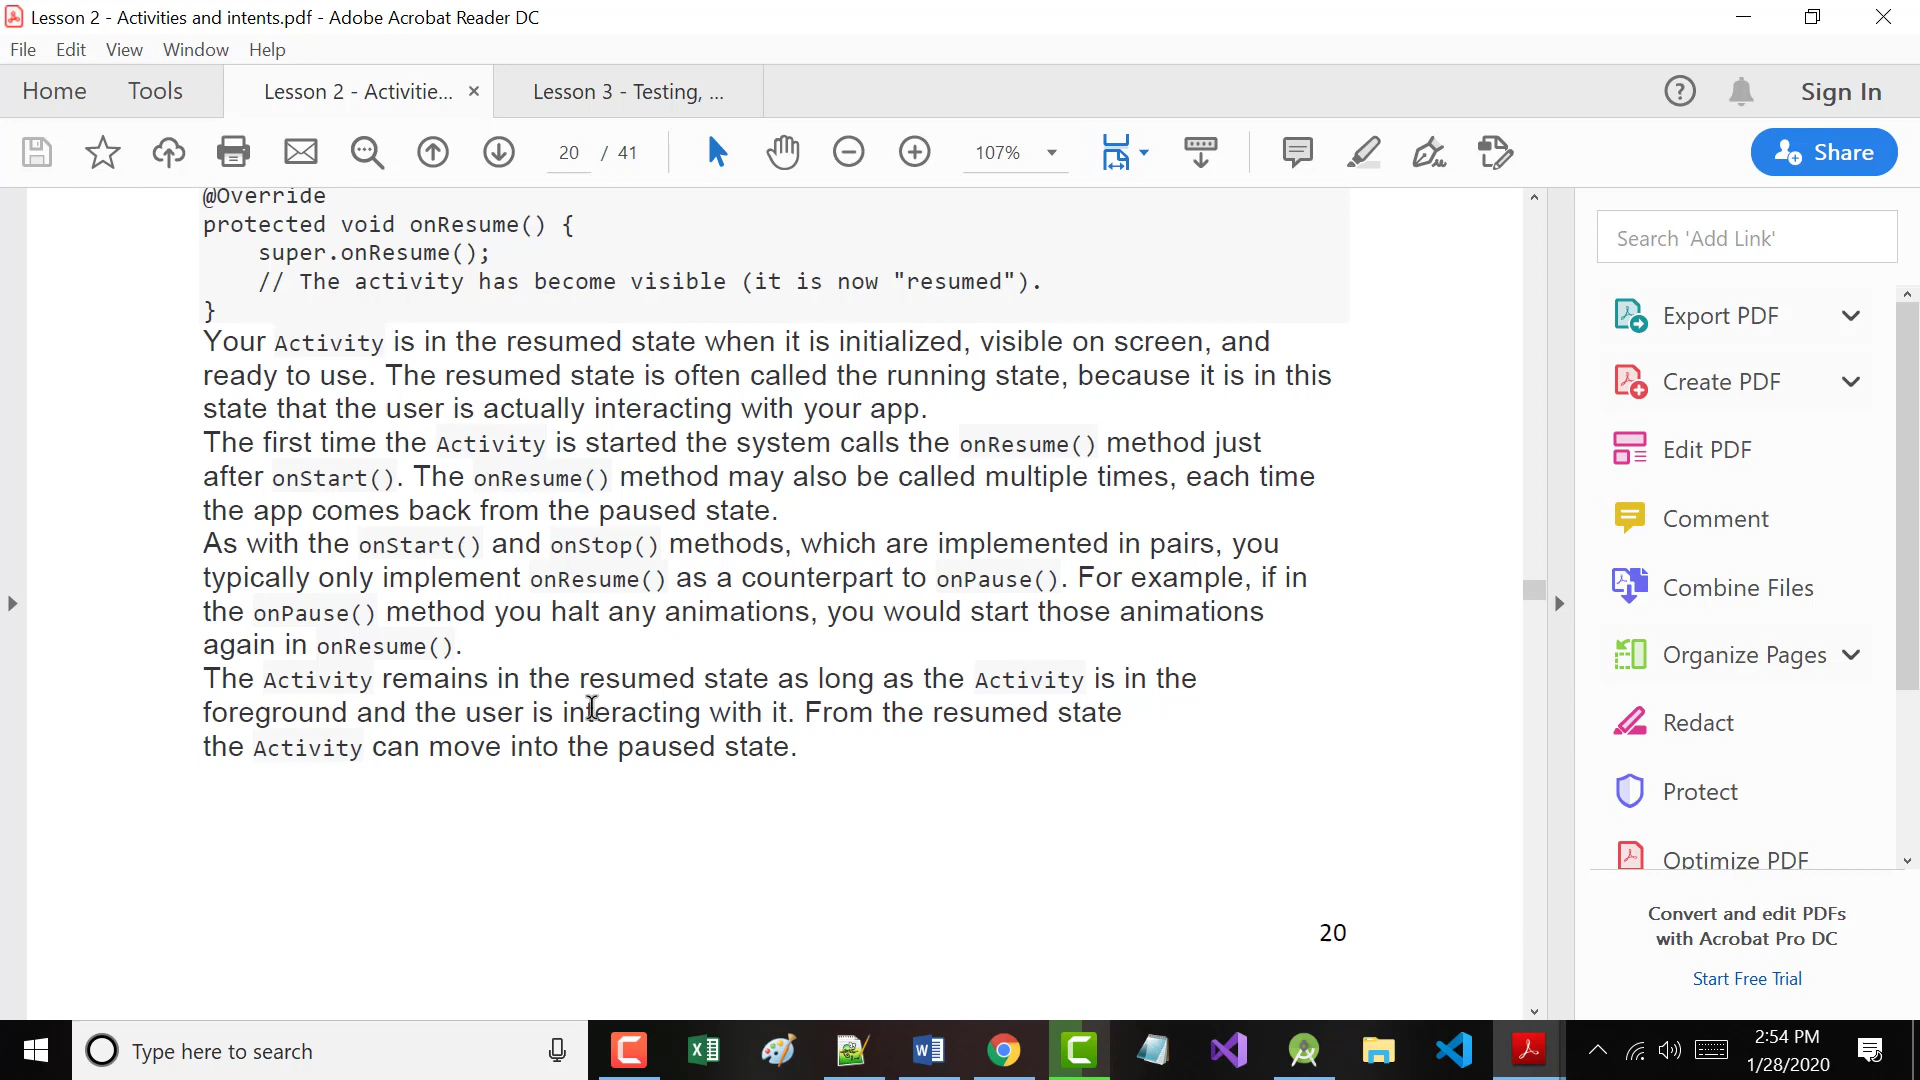 Lesson 2 - Activities and intents.pdf - Adobe Acrobat Reader DC
File Edit View Window Help
Home Tools Lesson 2 - Activitie... × Lesson 3 - Testing, ... Sign In
20 / 41 107% Share
@Override
protected void onResume() {
    super.onResume();
    // The activity has become visible (it is now "resumed").
}
Your Activity is in the resumed state when it is initialized, visible on screen, and
ready to use. The resumed state is often called the running state, because it is in this
state that the user is actually interacting with your app.
The first time the Activity is started the system calls the onResume() method just
after onStart(). The onResume() method may also be called multiple times, each time
the app comes back from the paused state.
As with the onStart() and onStop() methods, which are implemented in pairs, you
typically only implement onResume() as a counterpart to onPause(). For example, if in
the onPause() method you halt any animations, you would start those animations
again in onResume().
The Activity remains in the resumed state as long as the Activity is in the
foreground and the user is interacting with it. From the resumed state
the Activity can move into the paused state.
20
Search 'Add Link'
Export PDF
Create PDF
Edit PDF
Comment
Combine Files
Organize Pages
Redact
Protect
Optimize PDF
Convert and edit PDFs
with Acrobat Pro DC
Start Free Trial
Type here to search
2:54 PM
1/28/2020